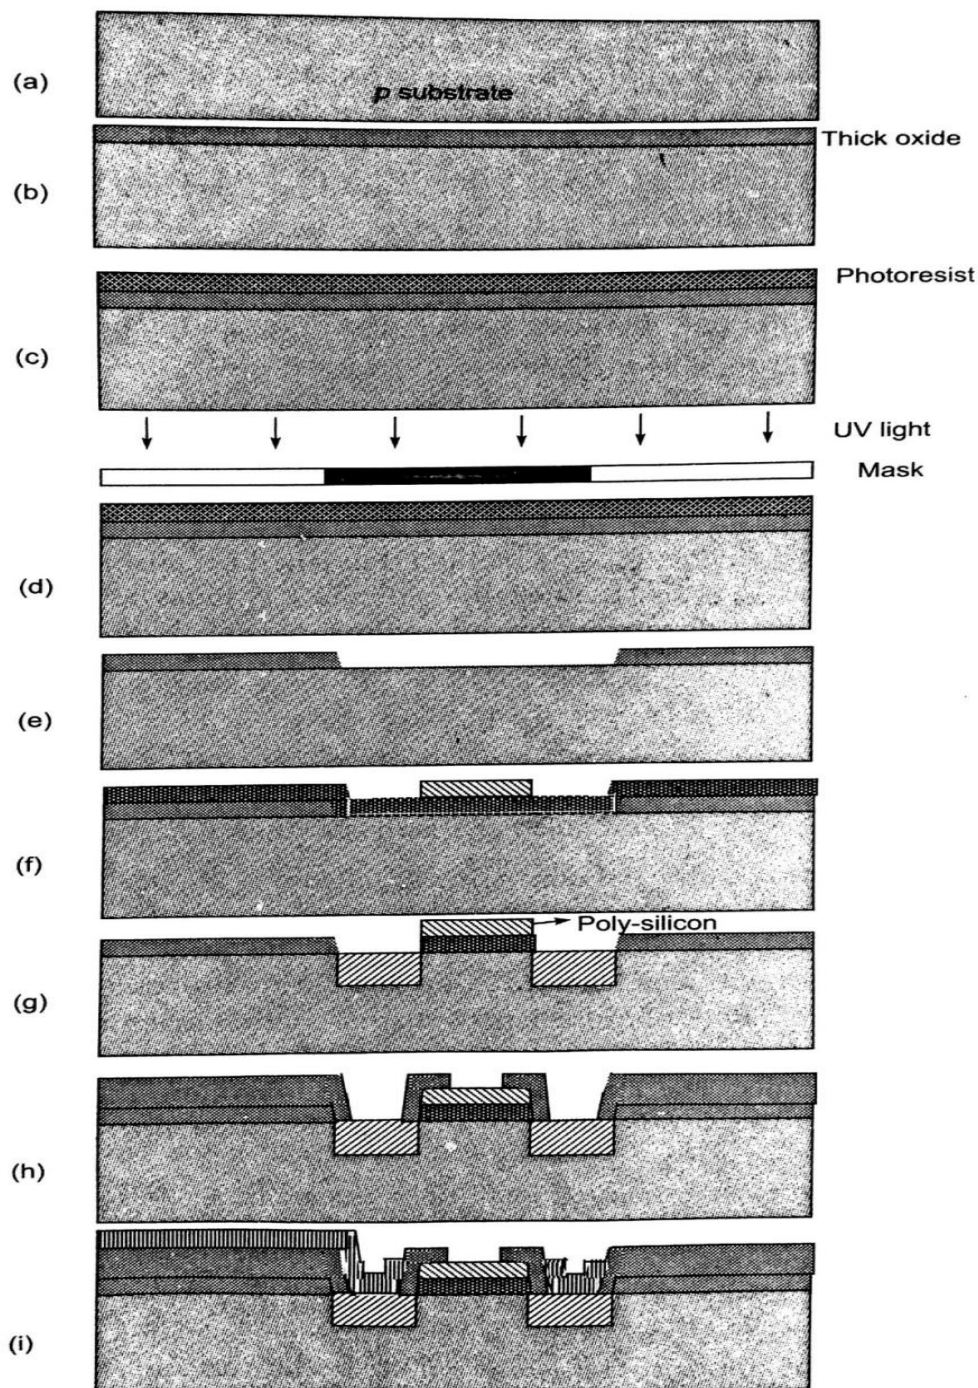 (a)
p substrate
Thick oxide
(b)
Photoresist
(c)
UV light
Mask
(d)
(e)
(f)
Poly-silicon
(g)
(h)
(i)